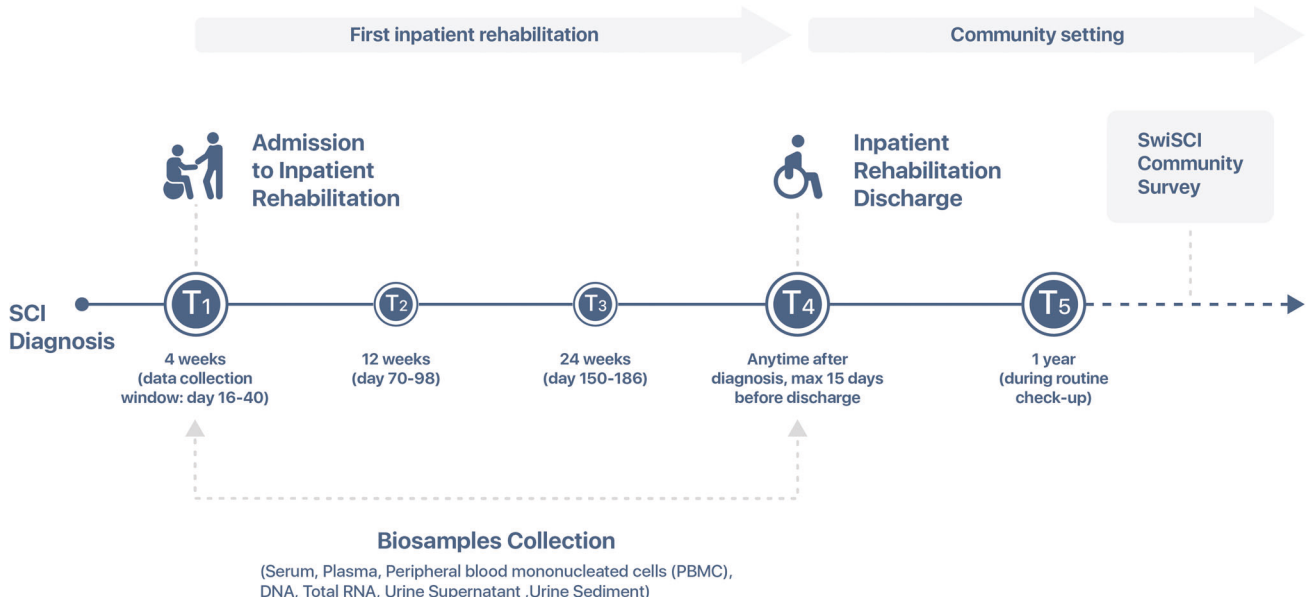 First inpatient rehabilitation
Community setting
Admission
to Inpatient
Rehabilitation
Inpatient
Rehabilitation
Discharge
SwiSCI
Community
Survey
SCI
Diagnosis
T1
T2
T3
T4
T5
4 weeks
(data collection
window: day 16-40)
12 weeks
(day 70-98)
24 weeks
(day 150-186)
Anytime after
diagnosis, max 15 days
before discharge
1 year
(during routine
check-up)
Biosamples Collection
(Serum, Plasma, Peripheral blood mononucleated cells (PBMC),
DNA, Total RNA, Urine Supernatant ,Urine Sediment)